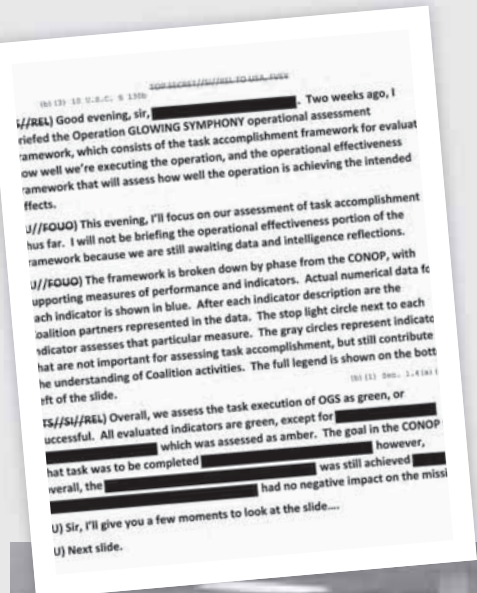 TOP SECRET//SI//REL TO USA, FVEY
(b)(3) 10 U.S.C. § 130b
S//REL) Good evening, sir, . Two weeks ago, I
riefed the Operation GLOWING SYMPHONY operational assessment
amework, which consists of the task accomplishment framework for evaluat
ow well we're executing the operation, and the operational effectiveness
amework that will assess how well the operation is achieving the intended
ffects.
U//FOUO) This evening, I'll focus on our assessment of task accomplishment
hus far. I will not be briefing the operational effectiveness portion of the
ramework because we are still awaiting data and intelligence reflections.
U//FOUO) The framework is broken down by phase from the CONOP, with
upporting measures of performance and indicators. Actual numerical data fo
ach indicator is shown in blue. After each indicator description are the
oalition partners represented in the data. The stop light circle next to each
ndicator assesses that particular measure. The gray circles represent indicato
hat are not important for assessing task accomplishment, but still contribute
he understanding of Coalition activities. The full legend is shown on the bott
eft of the slide.
(b)(1) Sec. 1.4(a)
TS//SI//REL) Overall, we assess the task execution of OGS as green, or
uccessful. All evaluated indicators are green, except for
which was assessed as amber. The goal in the CONOP
hat task was to be completed however,
verall, the was still achieved
had no negative impact on the missi
U) Sir, I'll give you a few moments to look at the slide....
U) Next slide.